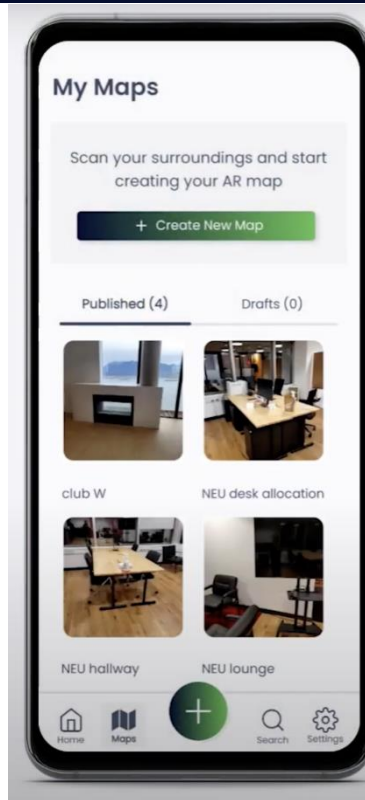 My Maps
Scan your surroundings and start
creating your AR map
+ Create New Map
Published (4)
Drafts (0)
club W
NEU desk allocation
NEU hallway
NEU lounge
Home
Maps
Search
Settings